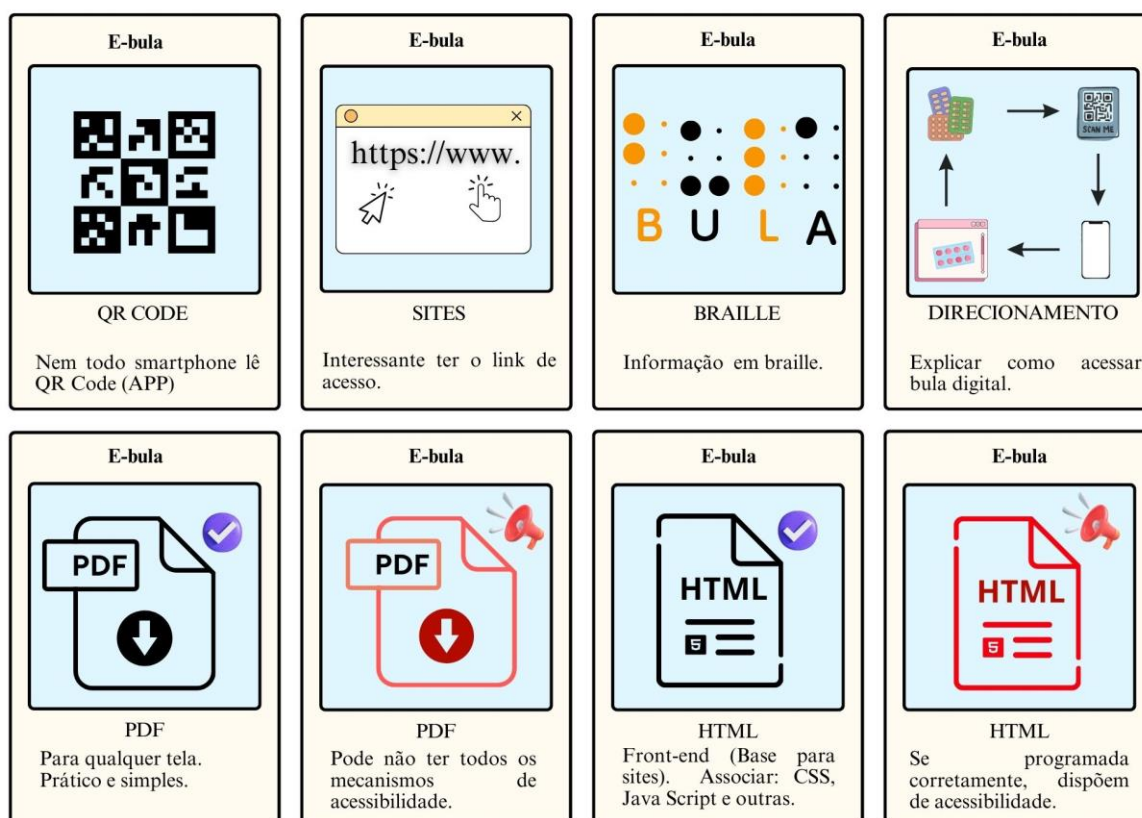 E-bula
QR CODE
Nem todo smartphone lê
QR Code (APP)
E-bula
https://www.
SITES
Interessante ter o link de
acesso.
E-bula
B U L A
BRAILLE
Informação em braille.
E-bula
SCAN ME
DIRECIONAMENTO
Explicar como acessar
bula digital.
E-bula
PDF
PDF
Para qualquer tela.
Prático e simples.
E-bula
PDF
PDF
Pode não ter todos os
mecanismos de
acessibilidade.
E-bula
HTML
5
HTML
Front-end (Base para
sites). Associar: CSS,
Java Script e outras.
E-bula
HTML
5
HTML
Se programada
corretamente, dispõem
de acessibilidade.